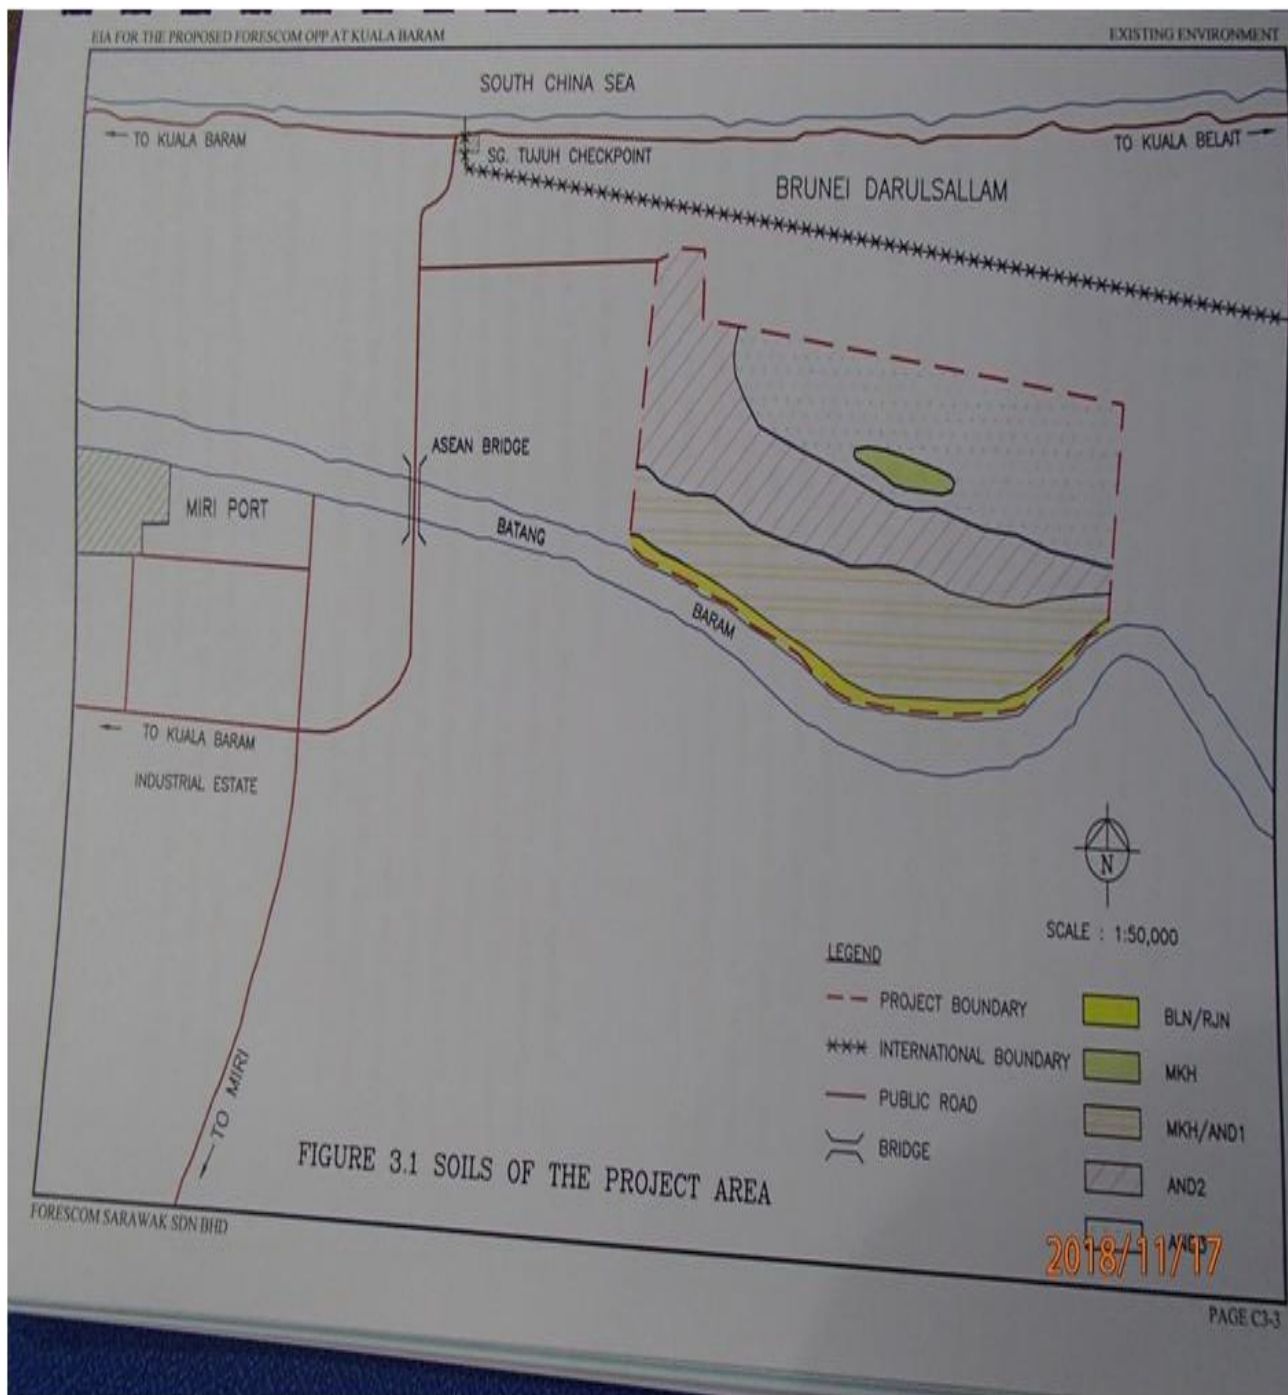 EIA FOR THE PROPOSED FORESCOM OPP AT KUALA BARAM
EXISTING ENVIRONMENT
SOUTH CHINA SEA
TO KUALA BARAM
TO KUALA BELAIT
SG. TUJUH CHECKPOINT
BRUNEI DARULSALLAM
ASEAN BRIDGE
MIRI PORT
BATANG
BARAM
TO KUALA BARAM
INDUSTRIAL ESTATE
N
SCALE : 1:50,000
LEGEND
PROJECT BOUNDARY
BLN/RJN
INTERNATIONAL BOUNDARY
MKH
PUBLIC ROAD
MKH/AND1
BRIDGE
AND2
AND3
TO MIRI
FIGURE 3.1 SOILS OF THE PROJECT AREA
2018/11/17
FORESCOM SARAWAK SDN BHD
PAGE C3-3